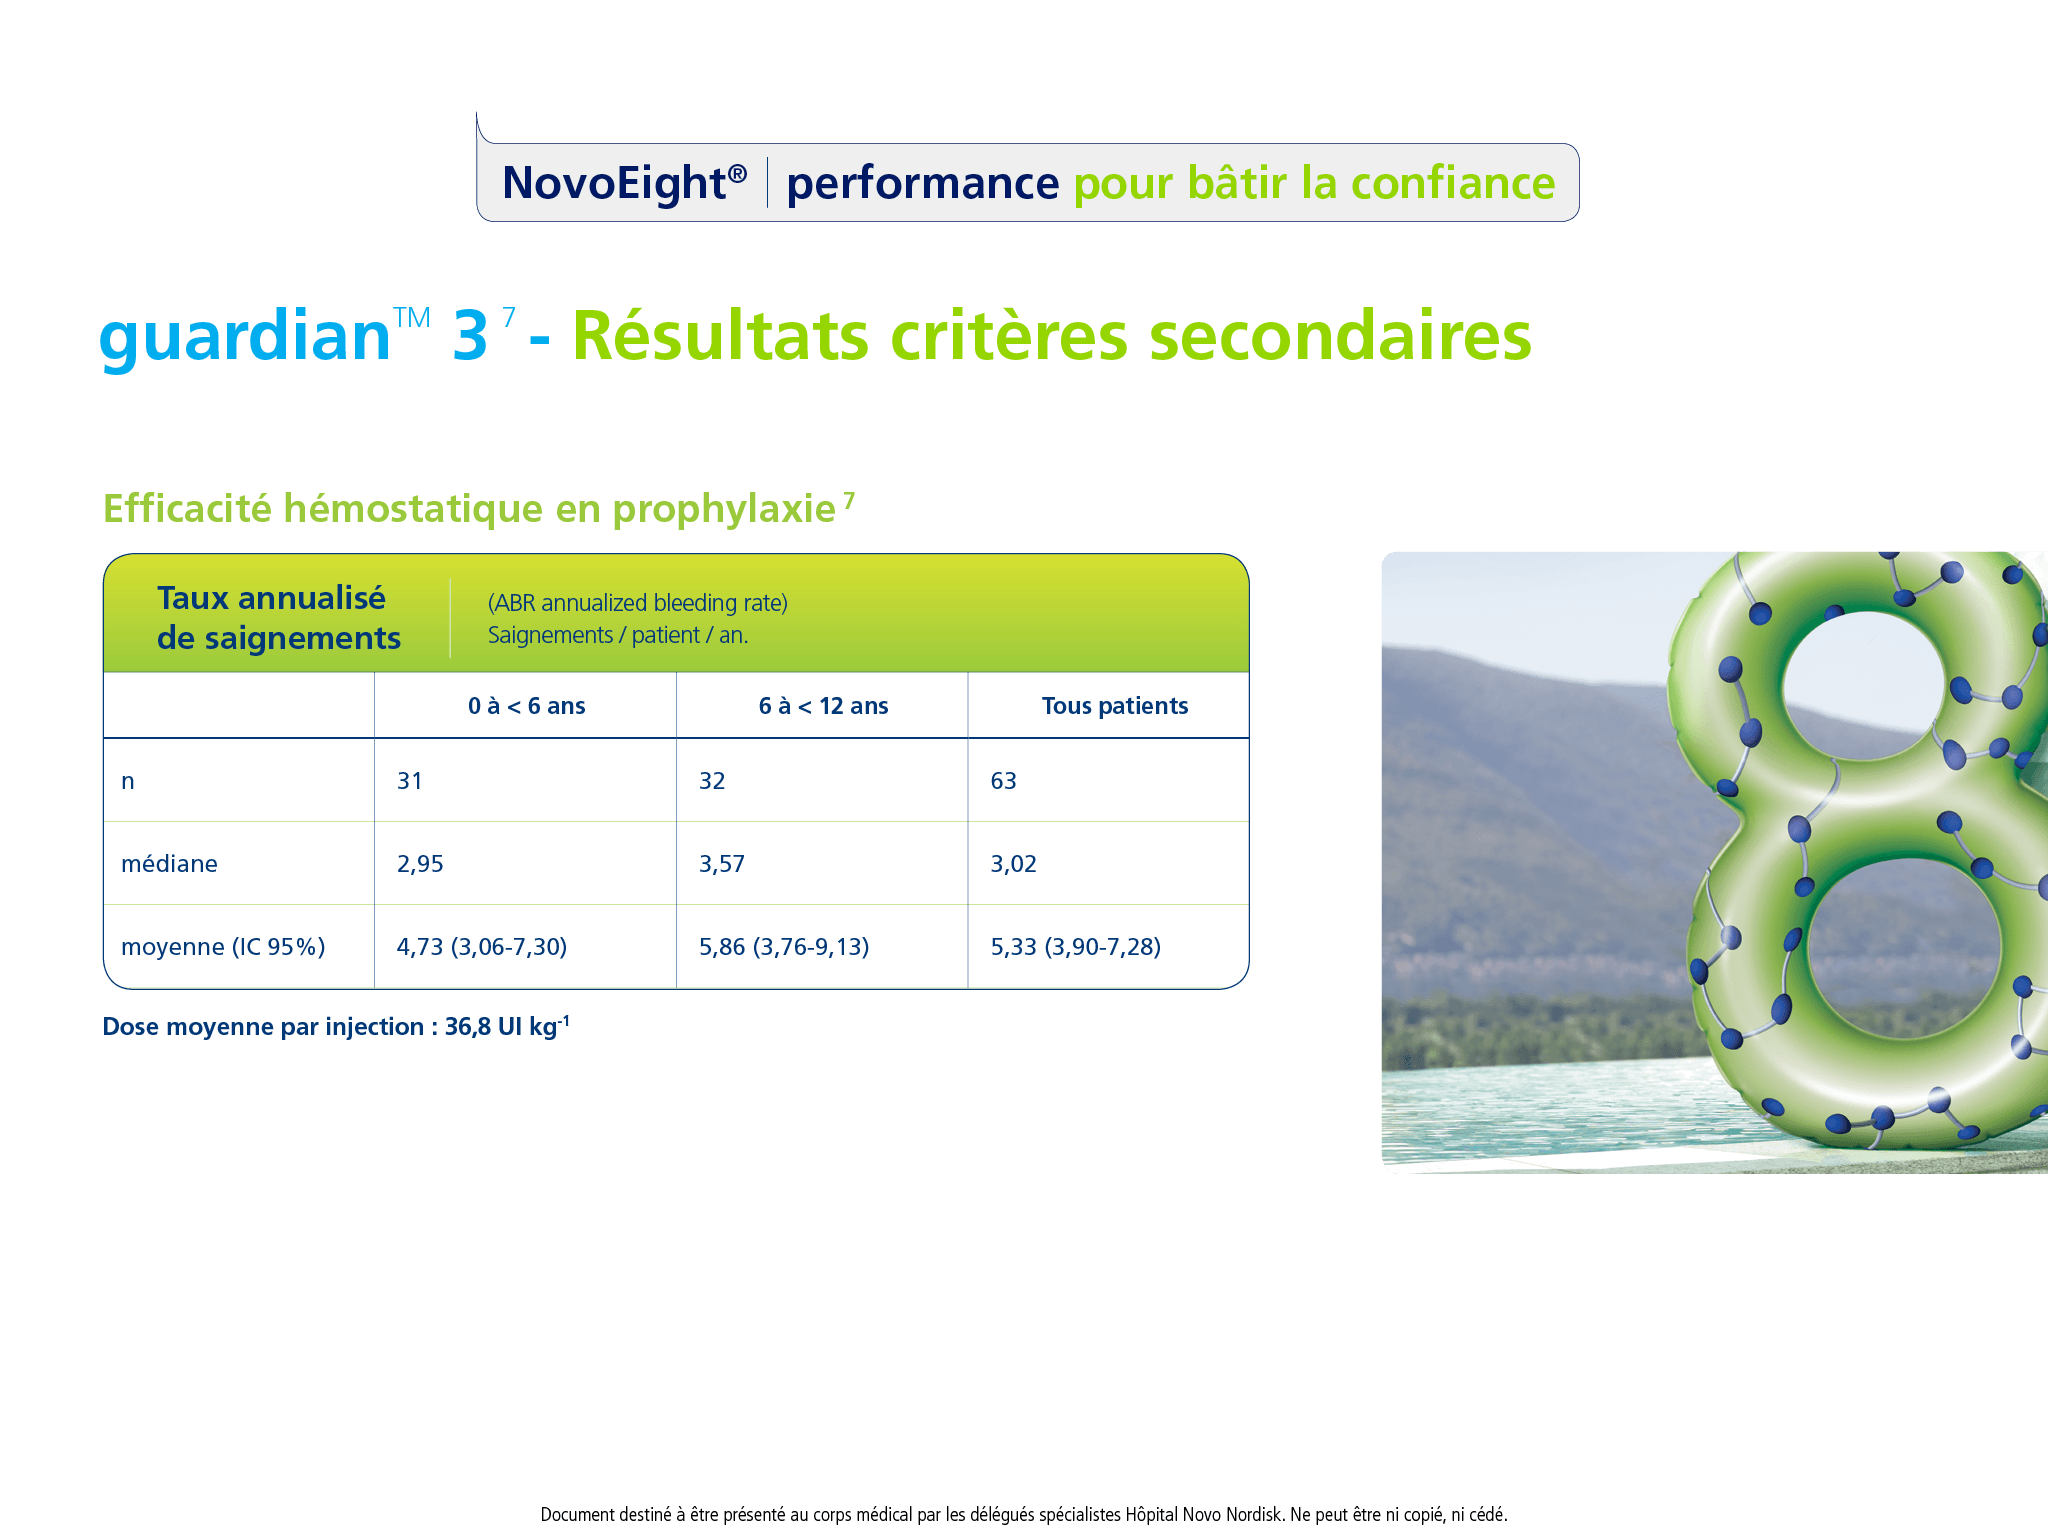 NovoEight® performance pour bâtir la confiance
guardian™ 3 7 - Résultats critères secondaires
Efficacité hémostatique en prophylaxie 7
Taux annualisé
de saignements
(ABR annualized bleeding rate)
Saignements / patient / an.
0 à < 6 ans 6 à < 12 ans Tous patients
n 31 32 63
médiane 2,95 3,57 3,02
moyenne (IC 95%) 4,73 (3,06-7,30) 5,86 (3,76-9,13) 5,33 (3,90-7,28)
Dose moyenne par injection : 36,8 UI kg-1
Document destiné à être présenté au corps médical par les délégués spécialistes Hôpital Novo Nordisk. Ne peut être ni copié, ni cédé.